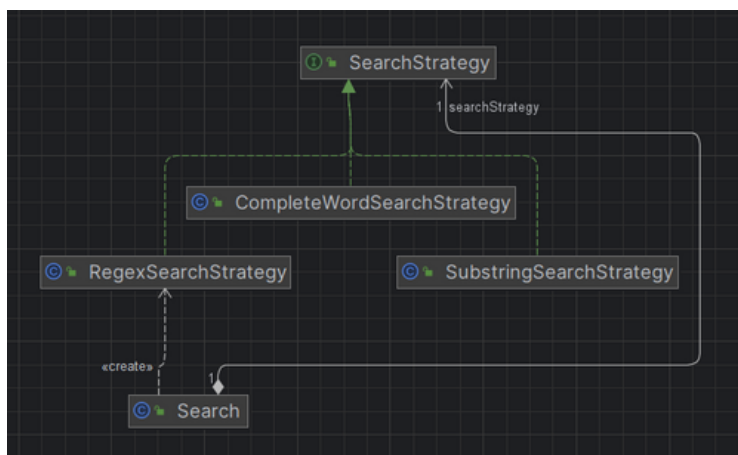 SearchStrategy
1 searchStrategy
CompleteWordSearchStrategy
RegexSearchStrategy
SubstringSearchStrategy
«create»
1
Search